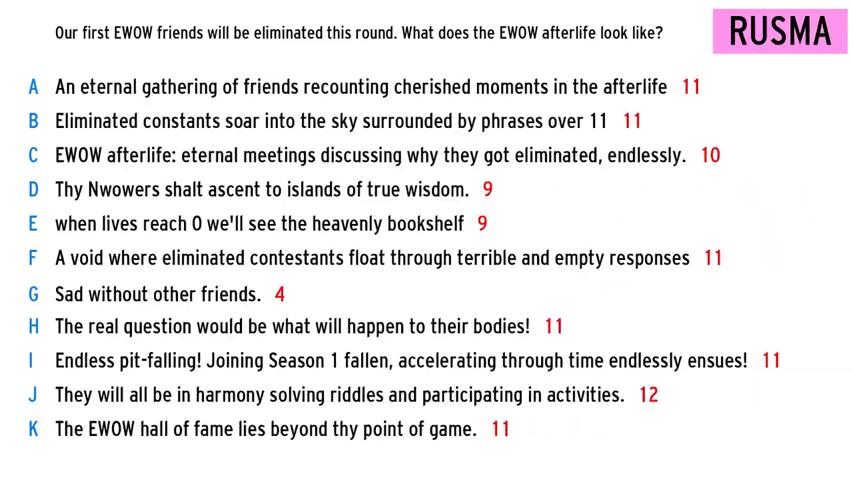 Our first EWOW friends will be eliminated this round. What does the EWOW afterlife look like?
RUSMA
A An eternal gathering of friends recounting cherished moments in the afterlife 11
B Eliminated constants soar into the sky surrounded by phrases over 11 11
C EWOW afterlife: eternal meetings discussing why they got eliminated, endlessly. 10
D Thy Nwowers shalt ascent to islands of true wisdom. 9
E when lives reach 0 we'll see the heavenly bookshelf 9
F A void where eliminated contestants float through terrible and empty responses 11
G Sad without other friends. 4
H The real question would be what will happen to their bodies! 11
I Endless pit-falling! Joining Season 1 fallen, accelerating through time endlessly ensues! 11
J They will all be in harmony solving riddles and participating in activities. 12
K The EWOW hall of fame lies beyond thy point of game. 11